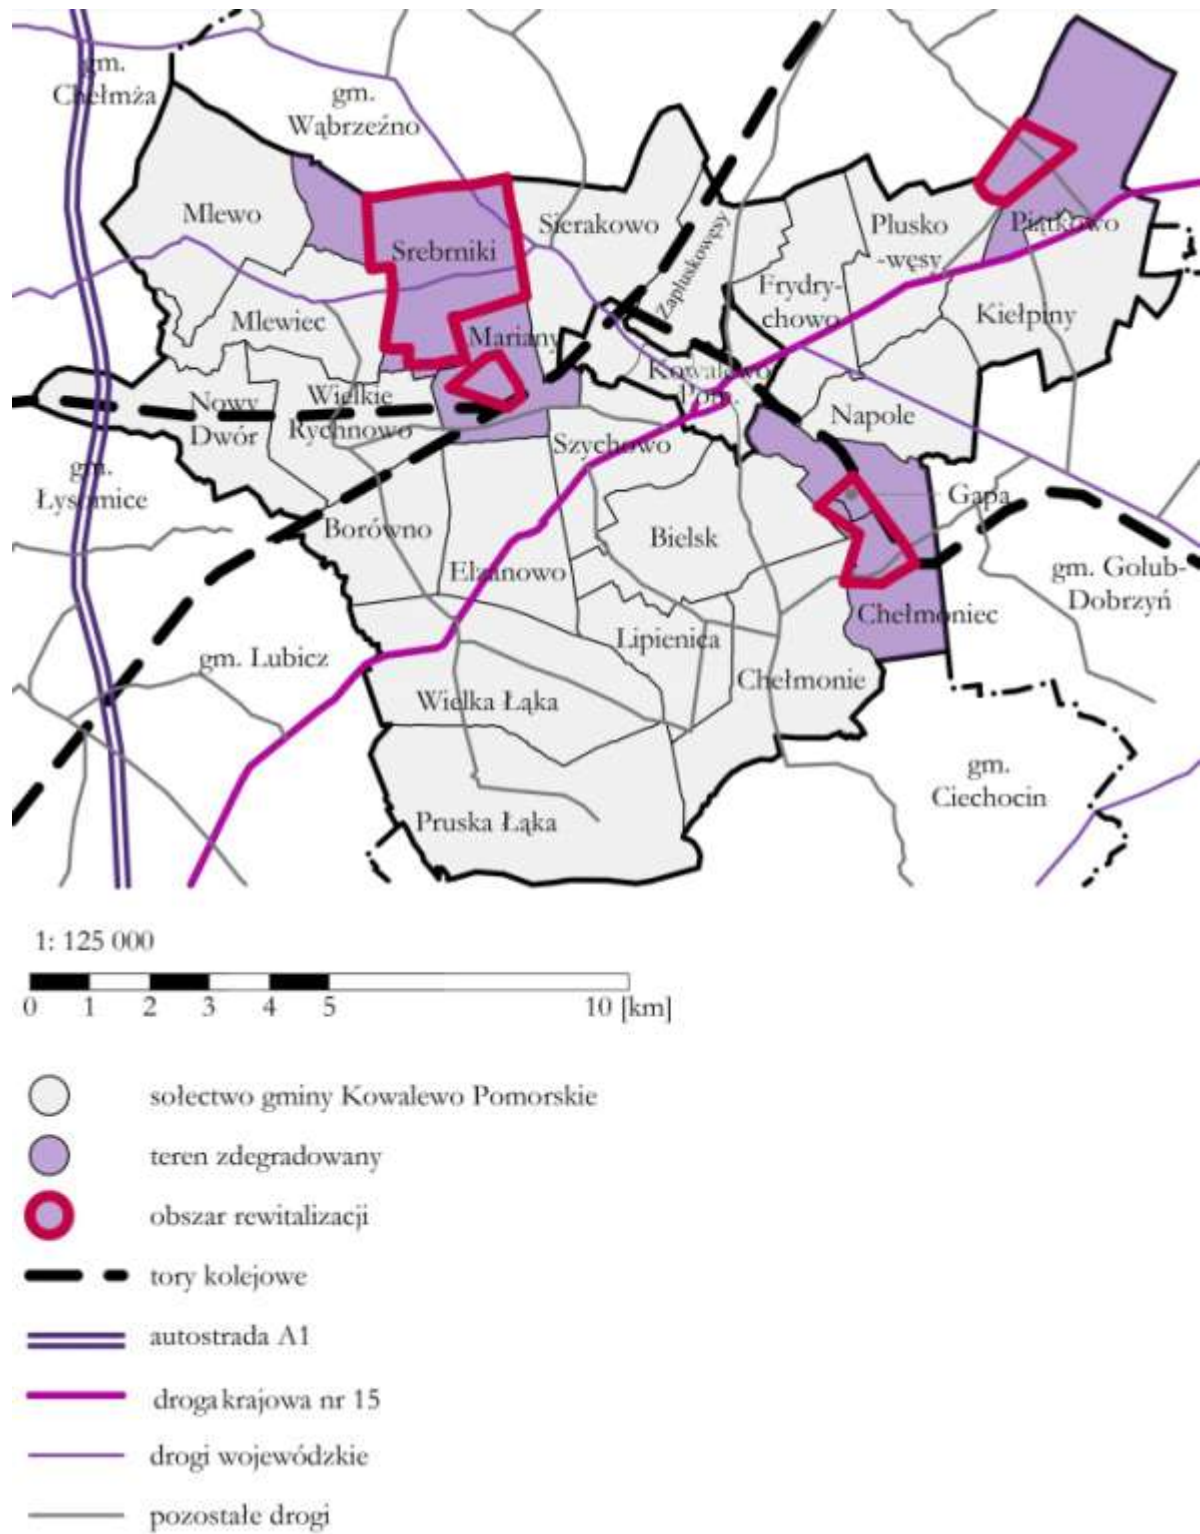 gm.
Chełmża
gm.
Wąbrzeźno
Mlewo
Srebrniki
Sierakowo
Zapluskowęsy
Plusko
-węsy
Piątkowo
Frydry-
chowo
Kiełpiny
Mlewiec
Mariany
Kowalewo
Pom.
Nowy
Dwór
Wielkie
Rychnowo
Napole
Szychowo
gm.
Łysomice
Gapa
Borówno
Bielsk
Elzanowo
gm. Golub-
Dobrzyń
Chełmoniec
Lipienica
gm. Lubicz
Chełmonie
Wielka Łąka
gm.
Ciechocin
Pruska Łąka
1: 125 000
0 1 2 3 4 5 10 [km]
sołectwo gminy Kowalewo Pomorskie
teren zdegradowany
obszar rewitalizacji
tory kolejowe
autostrada A1
droga krajowa nr 15
drogi wojewódzkie
pozostałe drogi